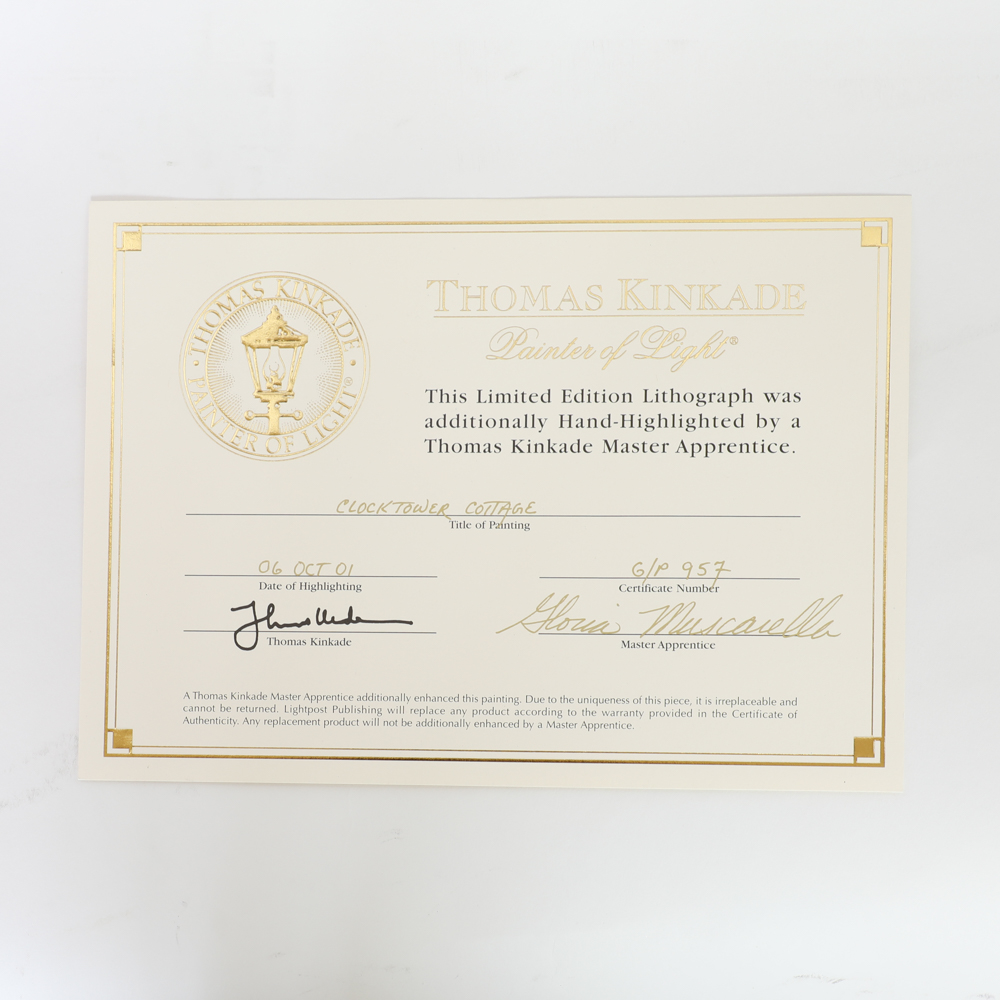 THOMAS KINKADE
• PAINTER OF LIGHT® •
THOMAS KINKADE
Painter of Light®
This Limited Edition Lithograph was
additionally Hand-Highlighted by a
Thomas Kinkade Master Apprentice.
CLOCKTOWER COTTAGE
Title of Painting
06 OCT 01
Date of Highlighting
G/P 957
Certificate Number
Thomas Kinkade
Gloria Muscarella
Master Apprentice
A Thomas Kinkade Master Apprentice additionally enhanced this painting. Due to the uniqueness of this piece, it is irreplaceable and
cannot be returned. Lightpost Publishing will replace any product according to the warranty provided in the Certificate of
Authenticity. Any replacement product will not be additionally enhanced by a Master Apprentice.